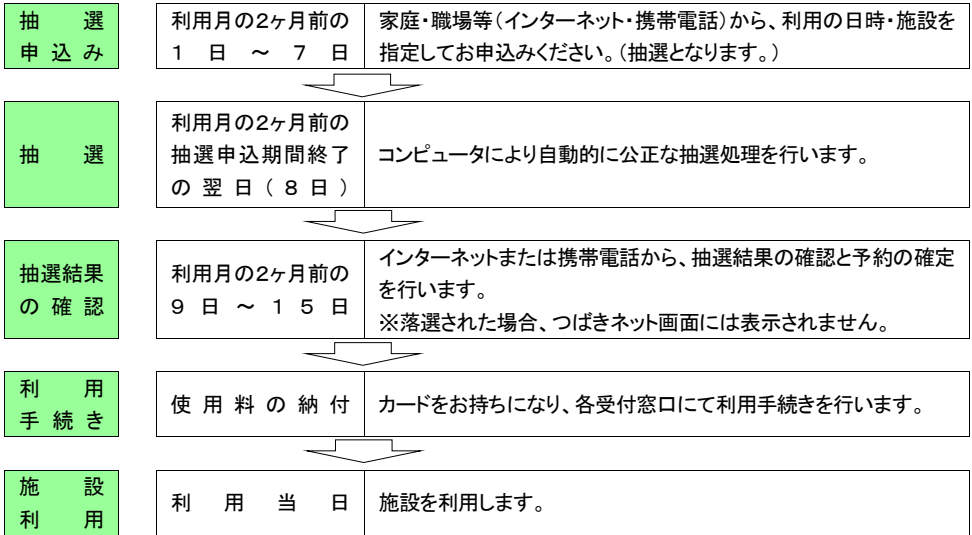 抽選
申込み
利用月の2ヶ月前の
1日～7日
家庭・職場等(インターネット・携帯電話)から、利用の日時・施設を
指定してお申込みください。(抽選となります。)
抽選
利用月の2ヶ月前の
抽選申込期間終了
の翌日(8日)
コンピュータにより自動的に公正な抽選処理を行います。
抽選結果
の確認
利用月の2ヶ月前の
9日～15日
インターネットまたは携帯電話から、抽選結果の確認と予約の確定
を行います。
※落選された場合、つばきネット画面には表示されません。
利用
手続き
使用料の納付
カードをお持ちになり、各受付窓口にて利用手続きを行います。
施設
利用
利用当日
施設を利用します。